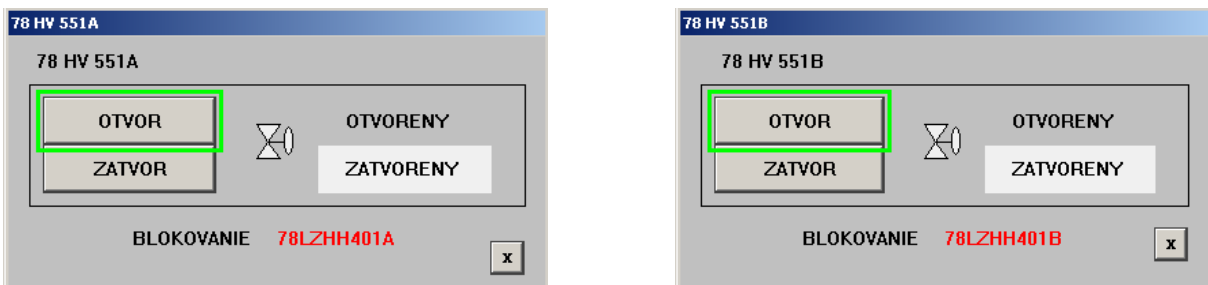 78 HV 551A
78 HV 551A
OTVOR
OTVORENY
ZATVOR
ZATVORENY
BLOKOVANIE 78LZHH401A
x
78 HV 551B
78 HV 551B
OTVOR
OTVORENY
ZATVOR
ZATVORENY
BLOKOVANIE 78LZHH401B
x